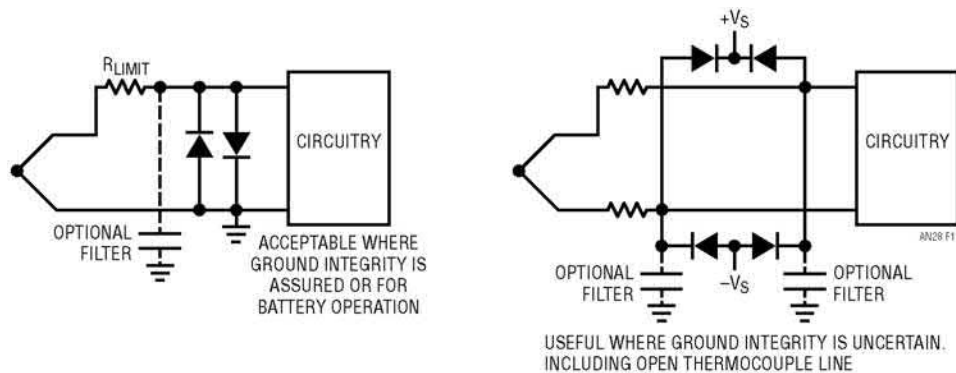 RLIMIT
CIRCUITRY
OPTIONAL
FILTER
ACCEPTABLE WHERE
GROUND INTEGRITY IS
ASSURED OR FOR
BATTERY OPERATION
+VS
CIRCUITRY
AN28 F1
OPTIONAL
FILTER
–VS
OPTIONAL
FILTER
USEFUL WHERE GROUND INTEGRITY IS UNCERTAIN.
INCLUDING OPEN THERMOCOUPLE LINE